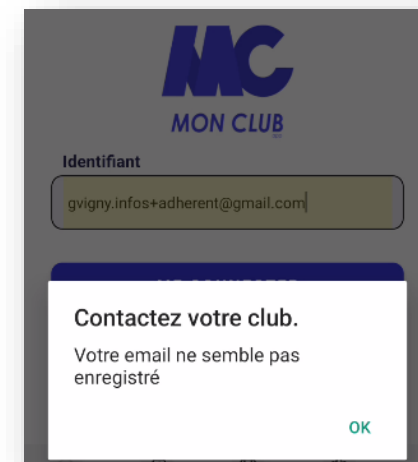 MC
MON CLUB
Identifiant
gvigny.infos+adherent@gmail.com
Contactez votre club.
Votre email ne semble pas
enregistré
OK